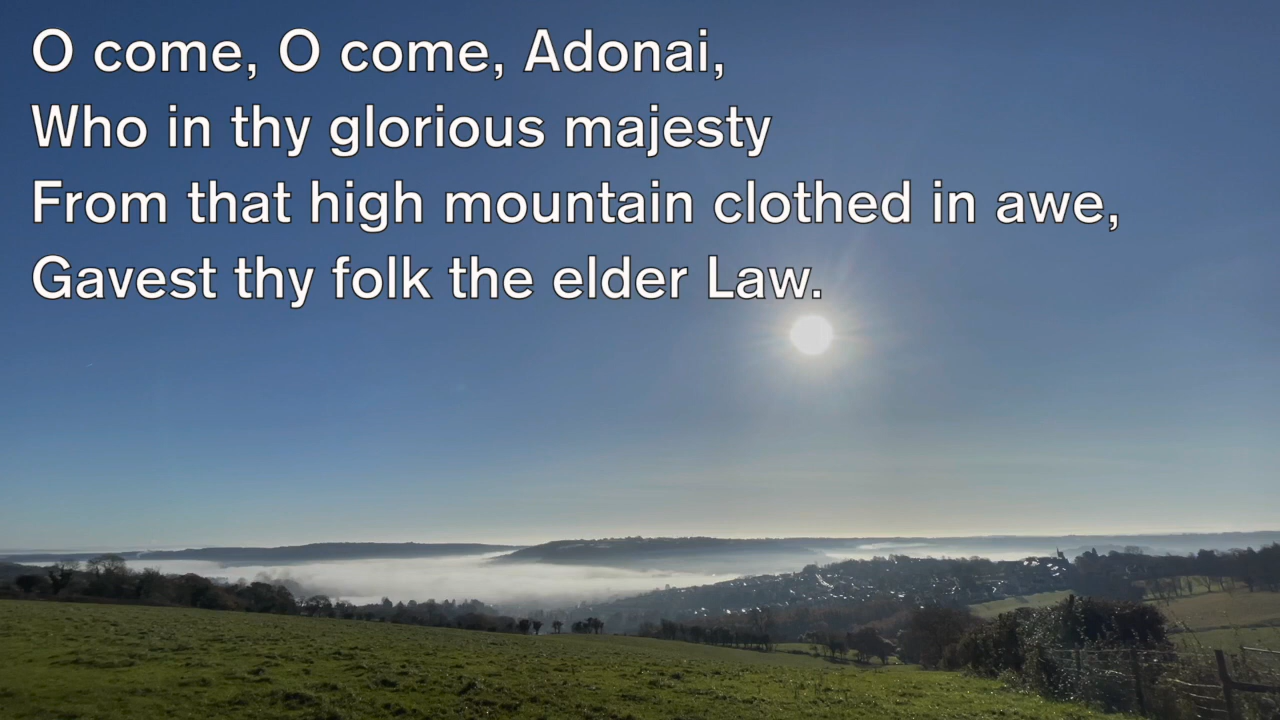 O come, O come, Adonai,
Who in thy glorious majesty
From that high mountain clothed in awe,
Gavest thy folk the elder Law.